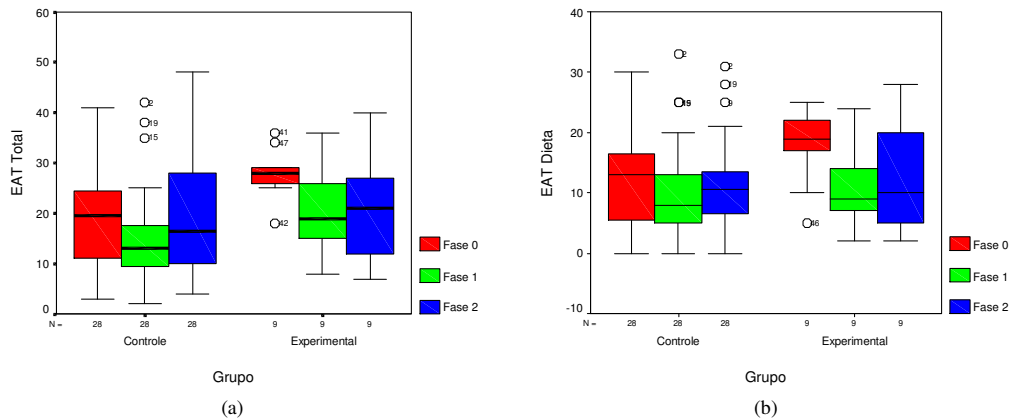 60
50
40
30
20
10
0
EAT Total
2
19
15
41
47
42
N = 28 28 28 9 9 9
Controle Experimental
Grupo
Fase 0
Fase 1
Fase 2
(a)
40
30
20
10
0
-10
EAT Dieta
2
2
19
9
46
N = 28 28 28 9 9 9
Controle Experimental
Grupo
Fase 0
Fase 1
Fase 2
(b)